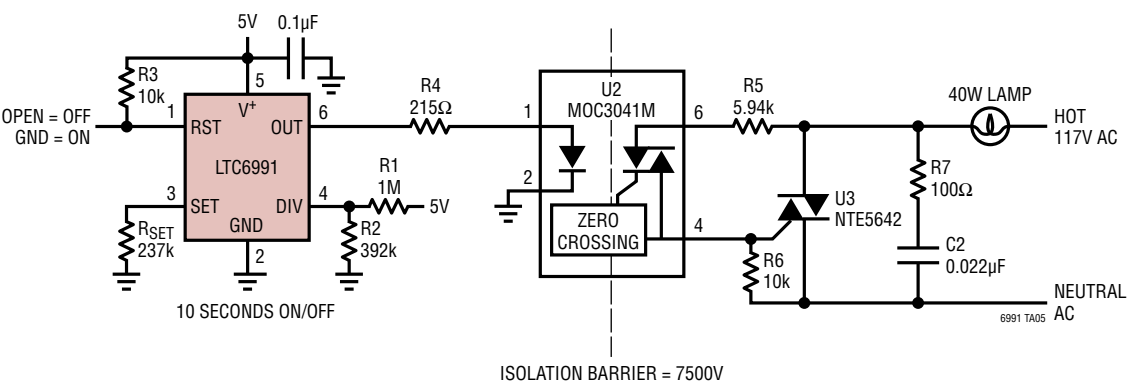 5V
0.1µF
R3
10k
5
V+
1
RST
OUT
6
OPEN = OFF
GND = ON
LTC6991
3
SET
DIV
4
GND
2
RSET
237k
R1
1M
5V
R2
392k
10 SECONDS ON/OFF
R4
215Ω
U2
MOC3041M
1
2
6
4
ZERO
CROSSING
R5
5.94k
40W LAMP
HOT
117V AC
U3
NTE5642
R7
100Ω
C2
0.022µF
R6
10k
NEUTRAL
AC
6991 TA05
ISOLATION BARRIER = 7500V